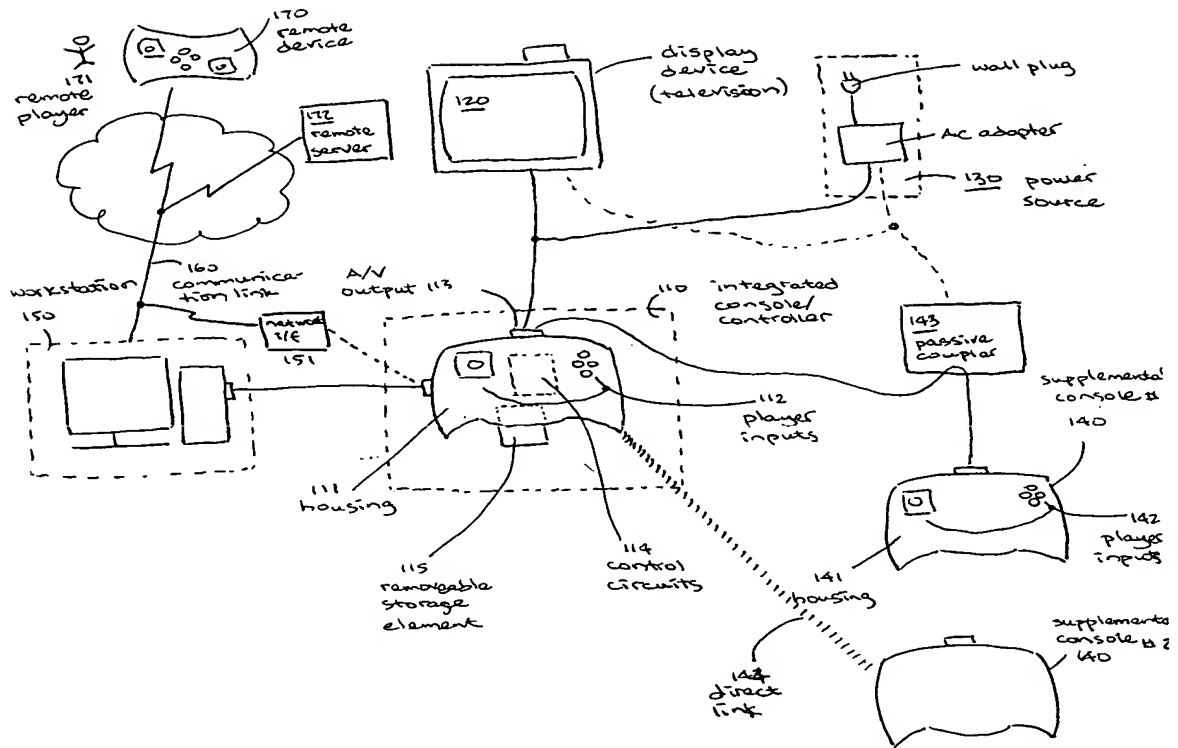 170
remote
device
171
remote
player
172
remote
server
120
display
device
(television)
wall plug
AC adapter
130 power
source
160
communica-
tion link
workstation
150
network
I/F
151
A/V
output 113
110 integrated
console/
controller
143
passive
coupler
supplementa
console #
140
112
player
inputs
111
housing
115
removeable
storage
element
114
control
circuits
142
player
inputs
141
housing
144
direct
link
supplementa
console #2
140